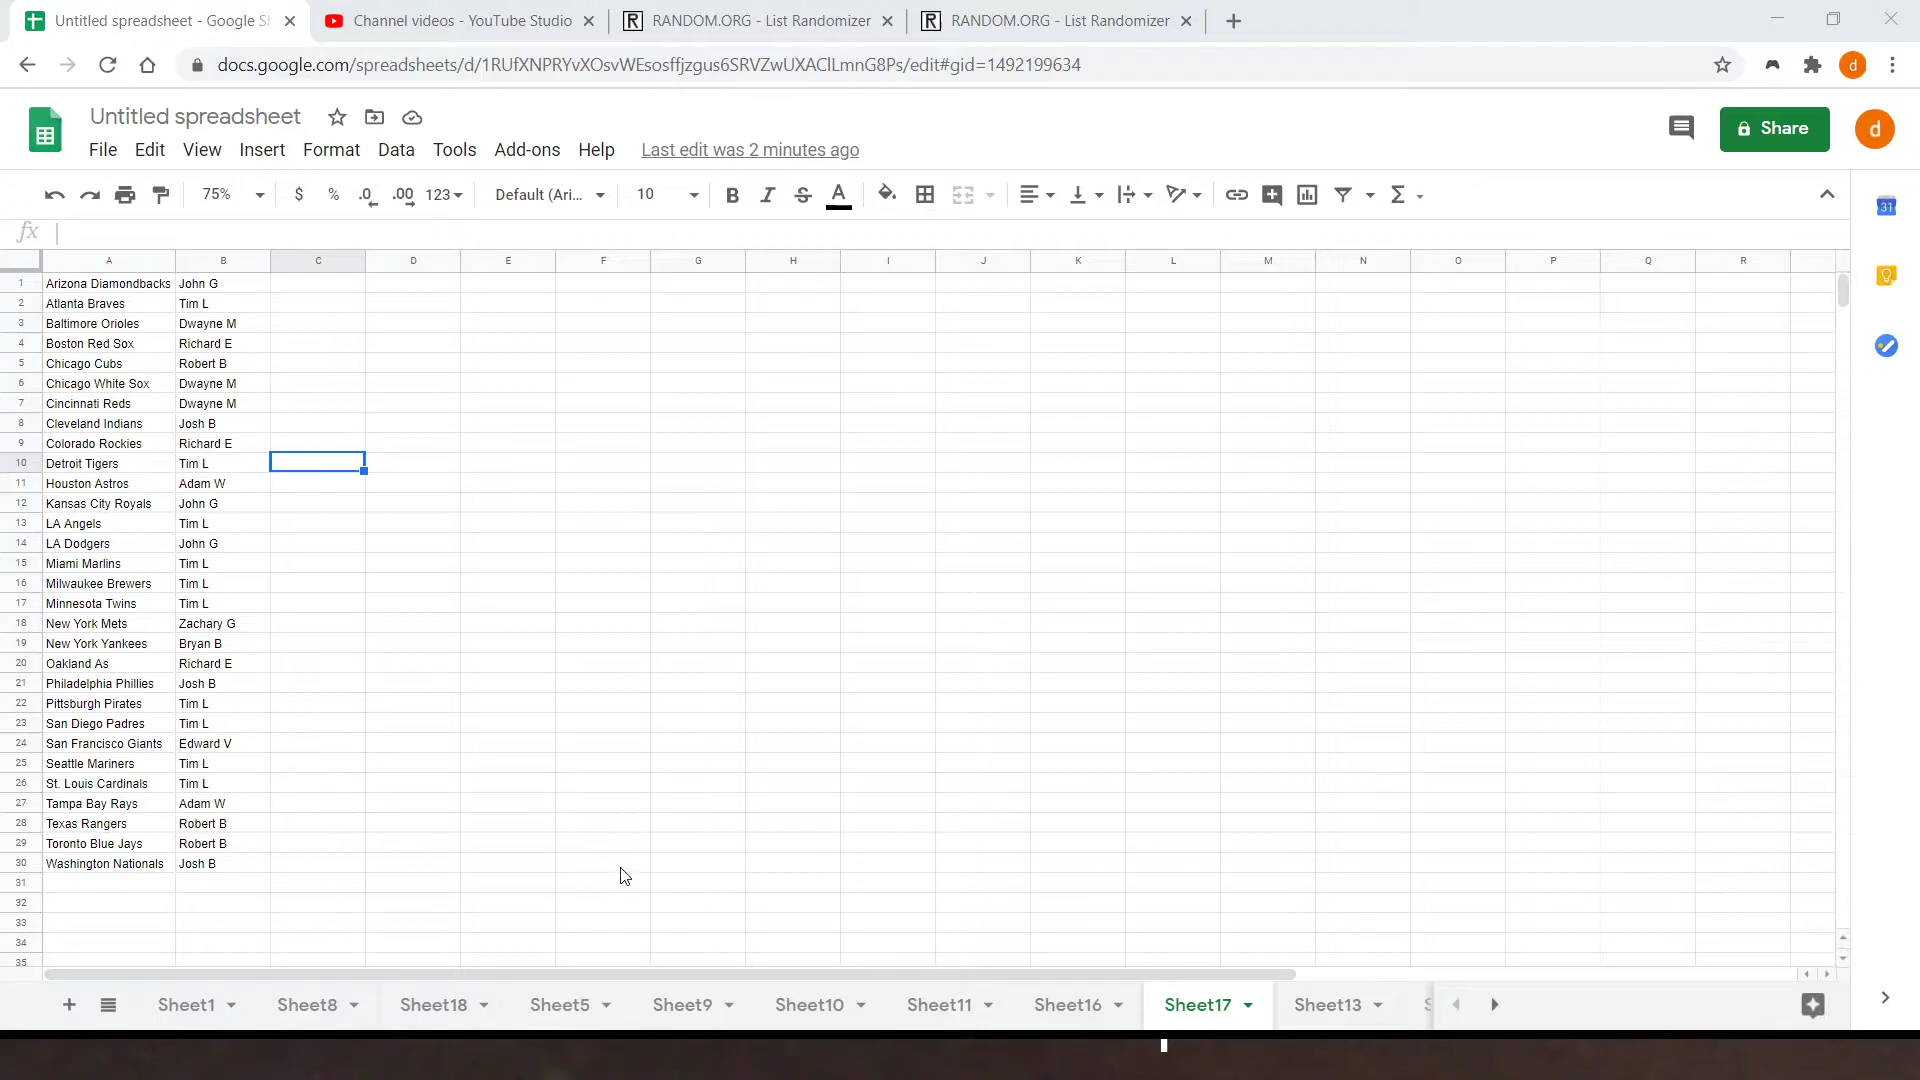 Untitled spreadsheet - Google Sh
Channel videos - YouTube Studio
RANDOM.ORG - List Randomizer
RANDOM.ORG - List Randomizer
docs.google.com/spreadsheets/d/1RUfXNPRYvXOsvWEsosffjzgus6SRVZwUXAClLmnG8Ps/edit#gid=1492199634
Untitled spreadsheet
Share
d
File Edit View Insert Format Data Tools Add-ons Help Last edit was 2 minutes ago
75% $ % .0 .00 123 Default (Ari... 10 B I S A Σ
31
fx
A B C D E F G H I J K L M N O P Q R
1 Arizona Diamondbacks John G
2 Atlanta Braves Tim L
3 Baltimore Orioles Dwayne M
4 Boston Red Sox Richard E
5 Chicago Cubs Robert B
6 Chicago White Sox Dwayne M
7 Cincinnati Reds Dwayne M
8 Cleveland Indians Josh B
9 Colorado Rockies Richard E
10 Detroit Tigers Tim L
11 Houston Astros Adam W
12 Kansas City Royals John G
13 LA Angels Tim L
14 LA Dodgers John G
15 Miami Marlins Tim L
16 Milwaukee Brewers Tim L
17 Minnesota Twins Tim L
18 New York Mets Zachary G
19 New York Yankees Bryan B
20 Oakland As Richard E
21 Philadelphia Phillies Josh B
22 Pittsburgh Pirates Tim L
23 San Diego Padres Tim L
24 San Francisco Giants Edward V
25 Seattle Mariners Tim L
26 St. Louis Cardinals Tim L
27 Tampa Bay Rays Adam W
28 Texas Rangers Robert B
29 Toronto Blue Jays Robert B
30 Washington Nationals Josh B
31
32
33
34
35
Sheet1 Sheet8 Sheet18 Sheet5 Sheet9 Sheet10 Sheet11 Sheet16 Sheet17 Sheet13